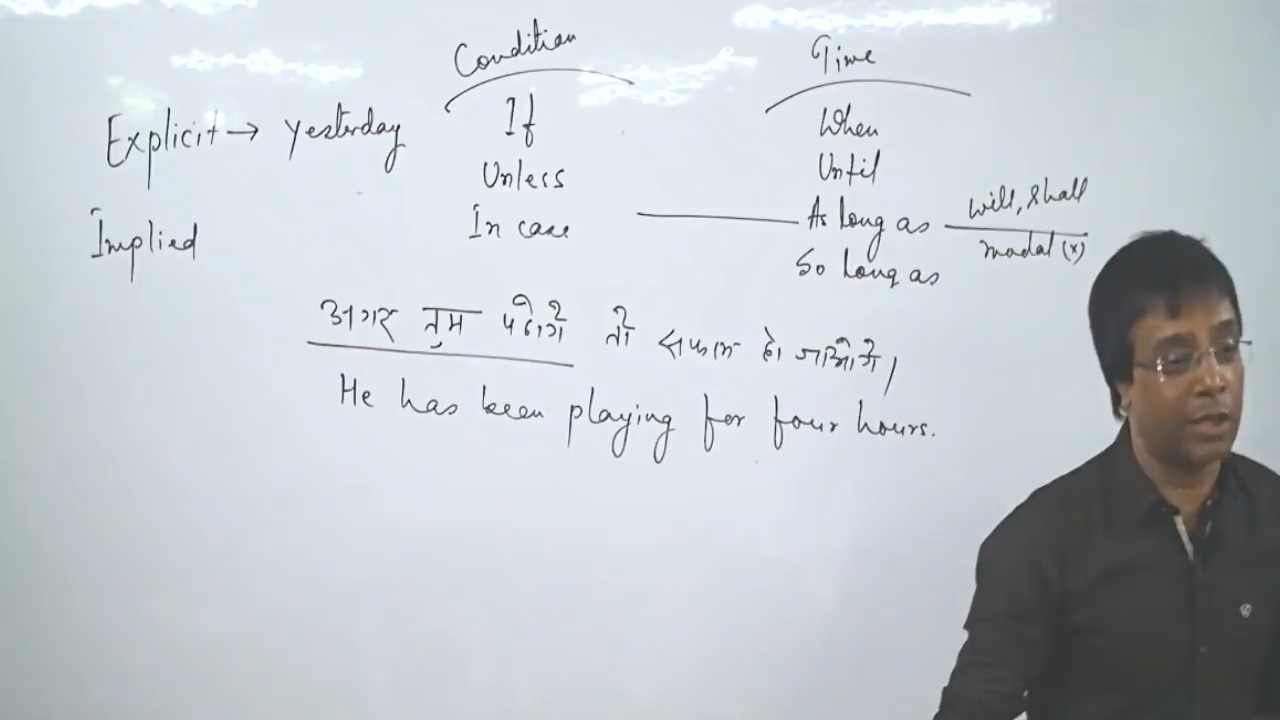 Condition
Time
Explicit → Yesterday
If
When
Unless
Until
Implied
In case
As long as
will, shall
modal (x)
So long as
अगर तुम पढोगे तो सफल हो जाओगे।
He has been playing for four hours.